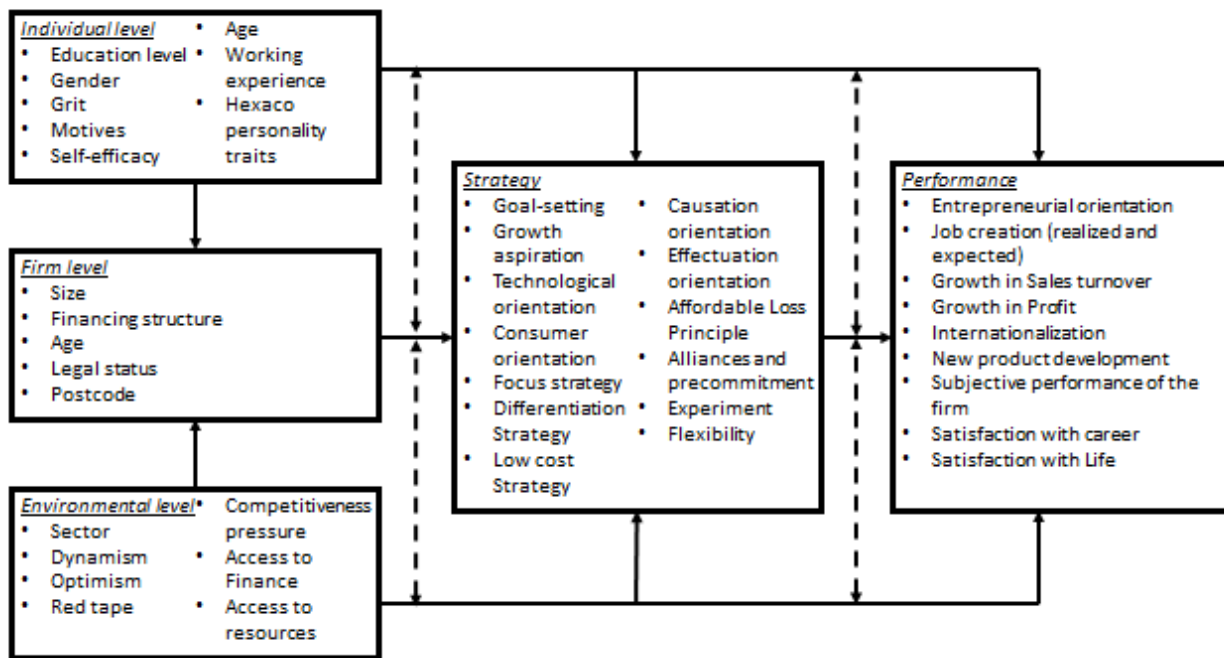 Individual level
• Education level
• Gender
• Grit
• Motives
• Self-efficacy
• Age
• Working
experience
• Hexaco
personality
traits
Firm level
• Size
• Financing structure
• Age
• Legal status
• Postcode
Environmental level
• Sector
• Dynamism
• Optimism
• Red tape
• Competitiveness
pressure
• Access to
Finance
• Access to
resources
Strategy
• Goal-setting
• Growth
aspiration
• Technological
orientation
• Consumer
orientation
• Focus strategy
• Differentiation
Strategy
• Low cost
Strategy
• Causation
orientation
• Effectuation
orientation
• Affordable Loss
Principle
• Alliances and
precommitment
• Experiment
• Flexibility
Performance
• Entrepreneurial orientation
• Job creation (realized and
expected)
• Growth in Sales turnover
• Growth in Profit
• Internationalization
• New product development
• Subjective performance of the
firm
• Satisfaction with career
• Satisfaction with Life